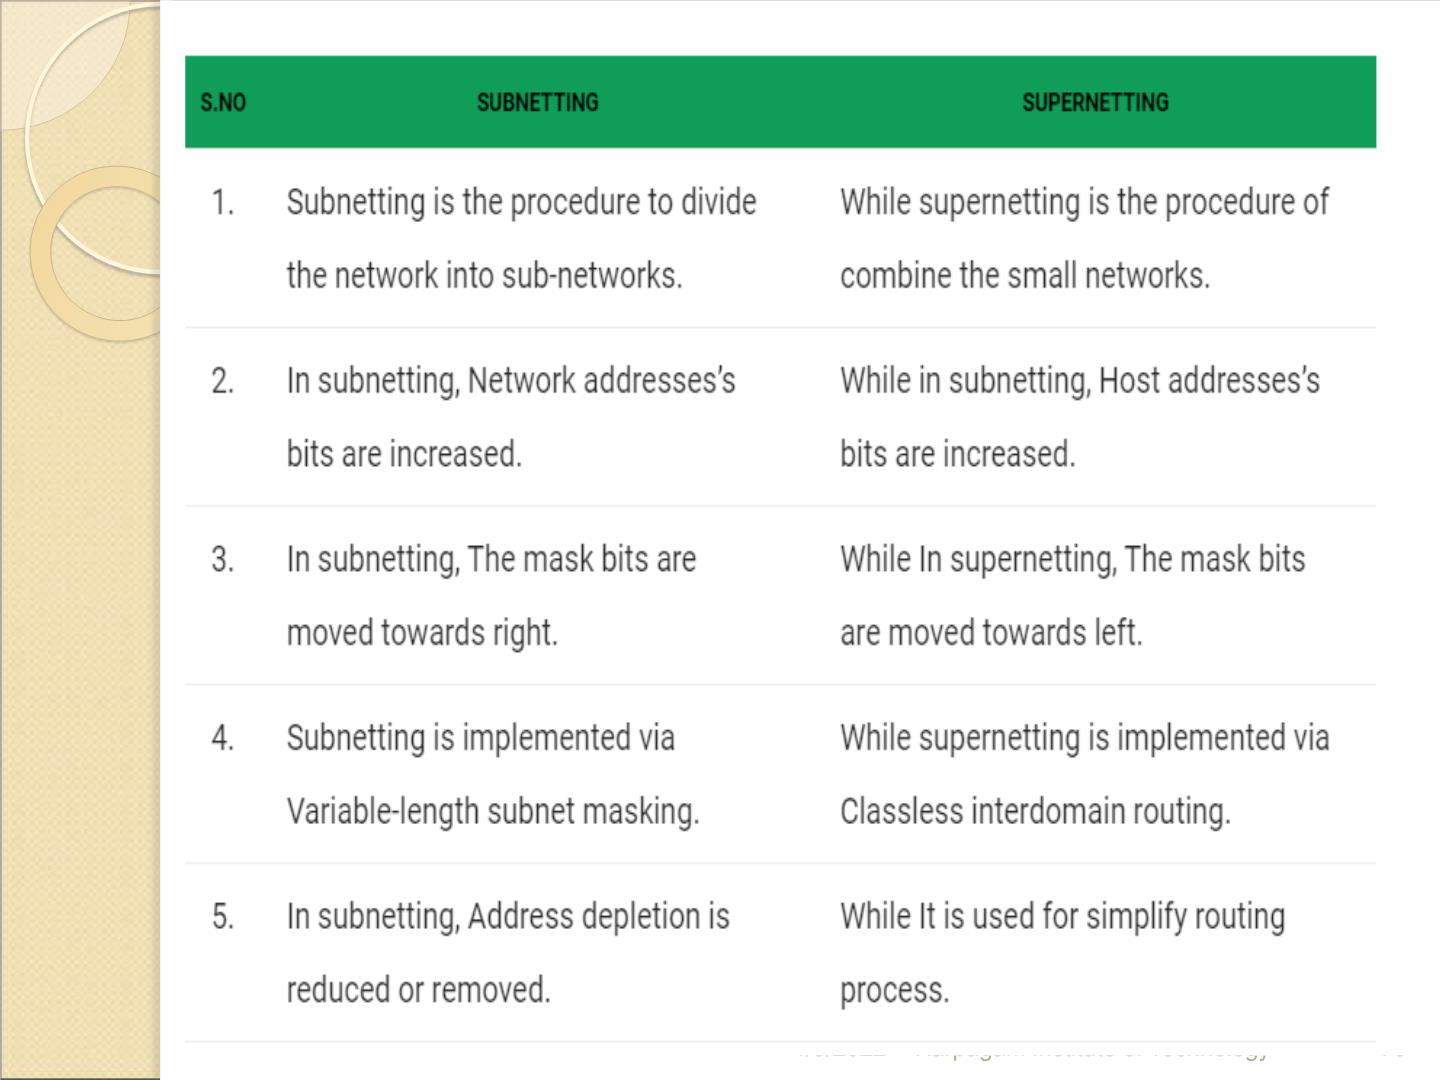 S.NO SUBNETTING SUPERNETTING
1. Subnetting is the procedure to divide While supernetting is the procedure of
the network into sub-networks. combine the small networks.
2. In subnetting, Network addresses’s While in subnetting, Host addresses’s
bits are increased. bits are increased.
3. In subnetting, The mask bits are While In supernetting, The mask bits
moved towards right. are moved towards left.
4. Subnetting is implemented via While supernetting is implemented via
Variable-length subnet masking. Classless interdomain routing.
5. In subnetting, Address depletion is While It is used for simplify routing
reduced or removed. process.